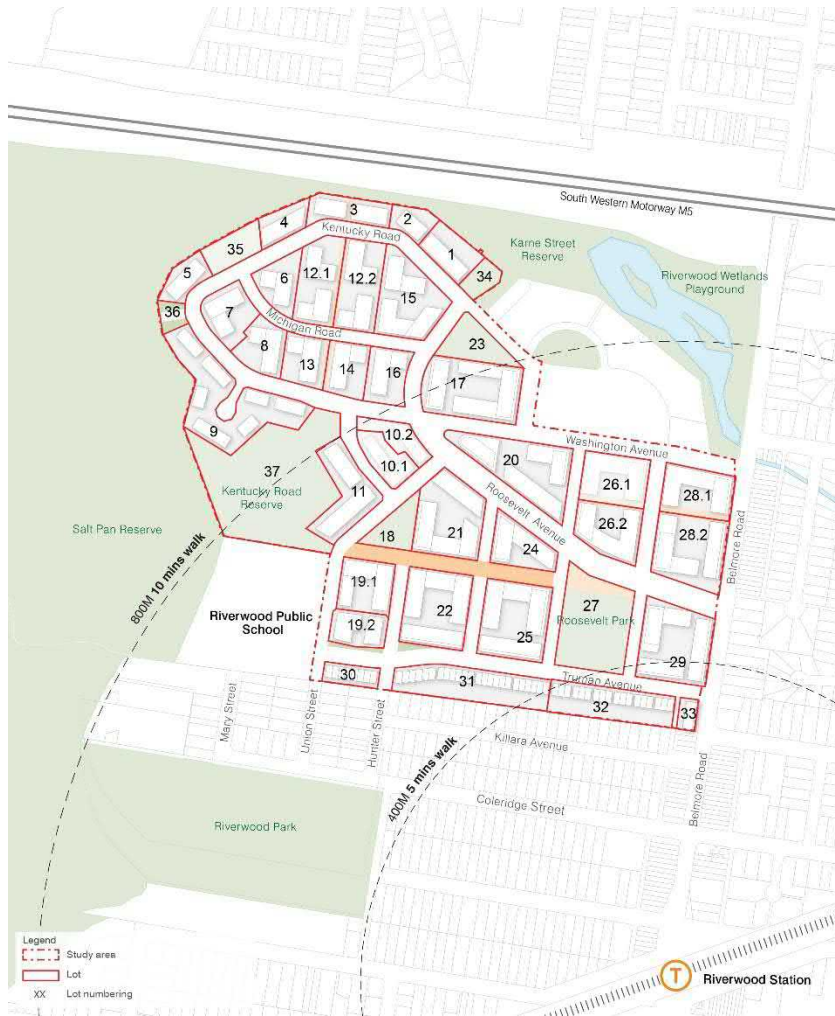 South Western Motorway M5
3
2
4
Kentucky Road
35
1
Karne Street
Reserve
34
5
6
12.1
12.2
15
Riverwood Wetlands
Playground
36
7
Michigan Road
23
8
13
14
16
17
9
10.2
10.1
Washington Avenue
20
26.1
28.1
37
Kentucky Road
Reserve
11
Roosevelt Avenue
26.2
28.2
Belmore Road
Salt Pan Reserve
18
21
24
800M 10 mins walk
19.1
22
25
27
Roosevelt Park
Riverwood Public
School
19.2
29
30
31
Truman Avenue
32
33
Mary Street
Union Street
Hunter Street
Killara Avenue
Belmore Road
400M 5 mins walk
Coleridge Street
Riverwood Park
Legend
Study area
Lot
XX Lot numbering
T
Riverwood Station